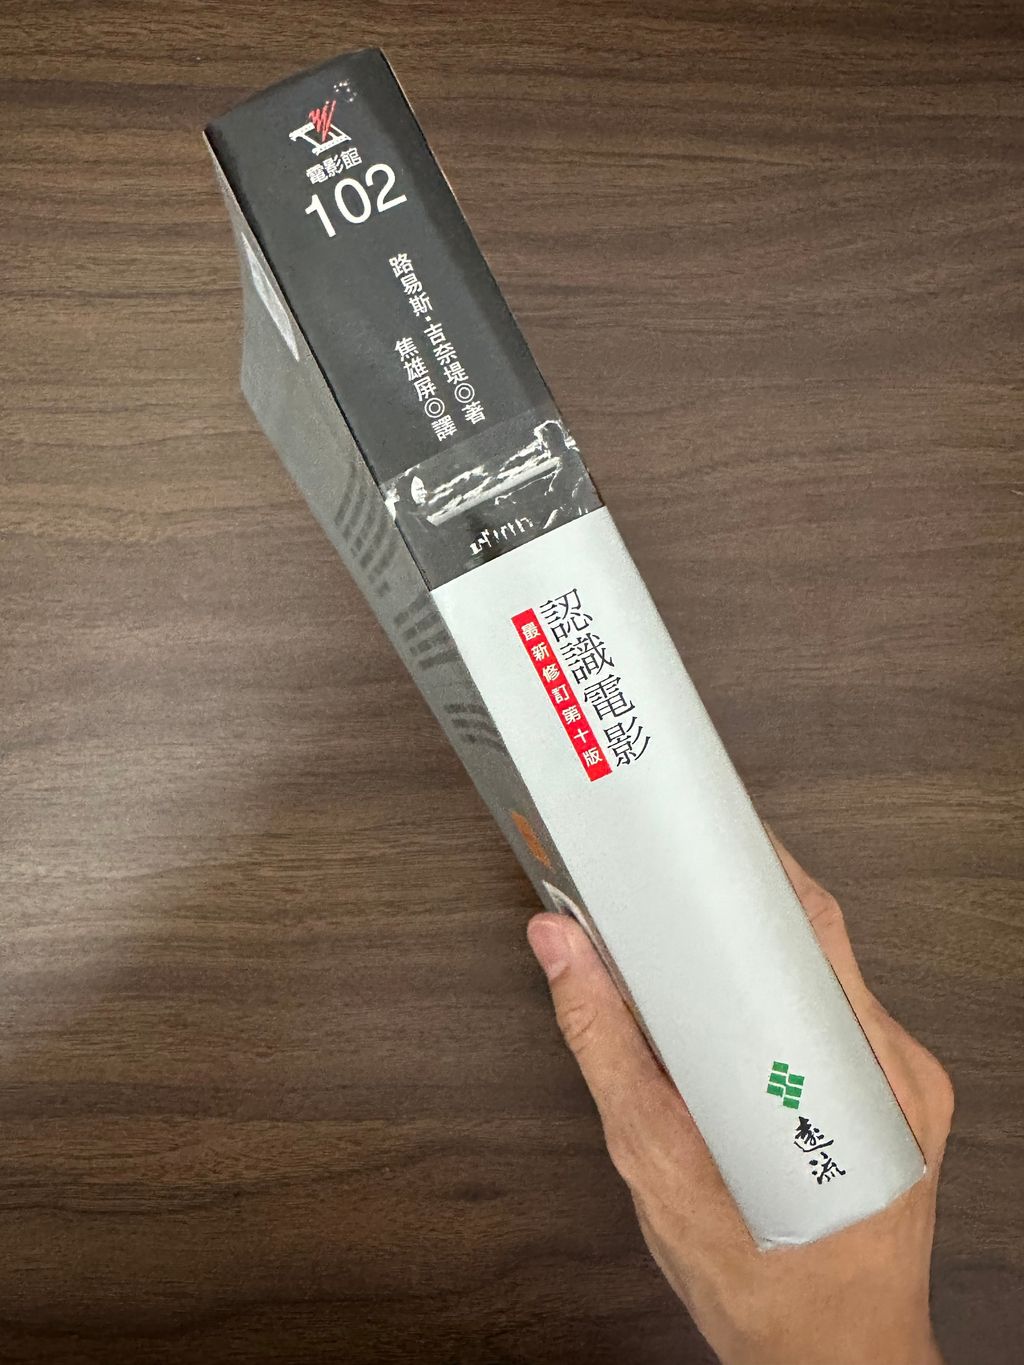 電影館
102
路易斯·吉奈堤◎著
焦雄屏◎譯
認識電影
最新修訂第十版
遠流